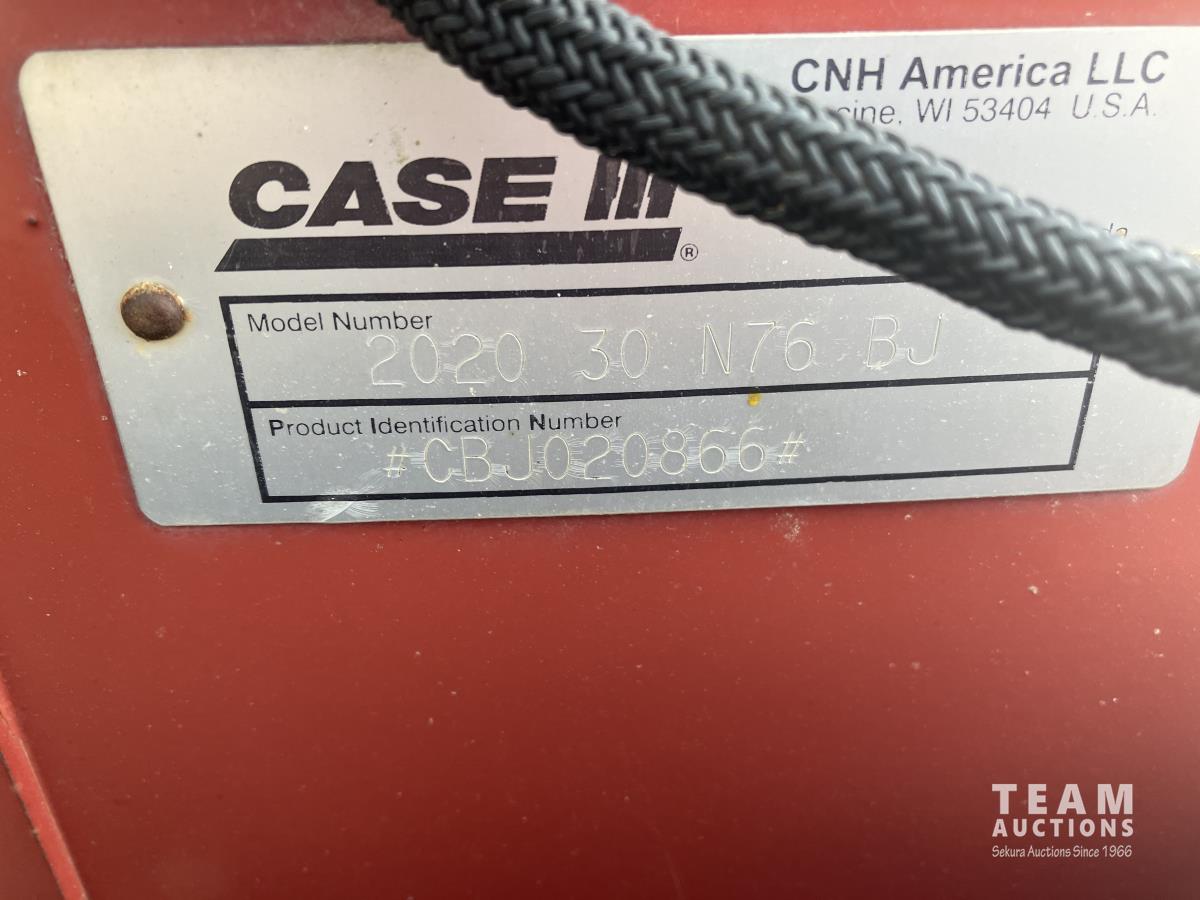 CNH America LLC
cine, WI 53404 U.S.A.
CASE III
®
Model Number
2020 30 N76 BJ
Product Identification Number
#CBJ020866#
TEAM
AUCTIONS
Sekura Auctions Since 1966